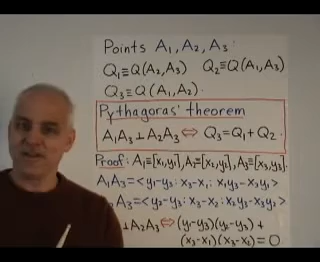 Points A₁, A₂, A₃:
Q₁≡Q(A₂,A₃) Q₂≡Q(A₁,A₃)
Q₃≡Q(A₁,A₂).
Pythagoras' theorem
A₁A₃⊥A₂A₃⇔ Q₃=Q₁+Q₂.
Proof: A₁≡[x₁,y₁],A₂≡[x₂,y₂],A₃≡[x₃,y₃].
A₁A₃=<y₁-y₃:x₃-x₁:x₁y₃-x₃y₁>
A₃=<y₂-y₃:x₃-x₂:x₂y₃-x₃y₂>
⊥A₂A₃⇔(y₁-y₃)(y₂-y₃)+
(x₃-x₁)(x₃-x₂)=0